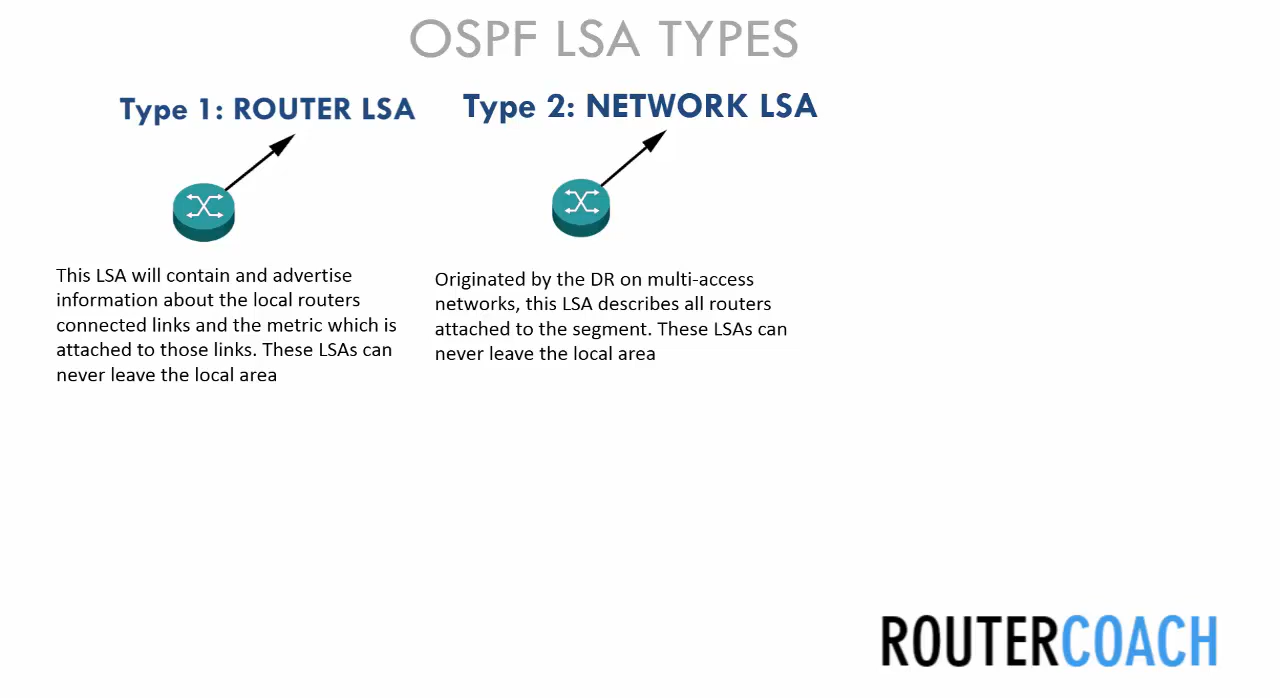 OSPF LSA TYPES
Type 1: ROUTER LSA
This LSA will contain and advertise
information about the local routers
connected links and the metric which is
attached to those links. These LSAs can
never leave the local area
Type 2: NETWORK LSA
Originated by the DR on multi-access
networks, this LSA describes all routers
attached to the segment. These LSAs can
never leave the local area
ROUTERCOACH